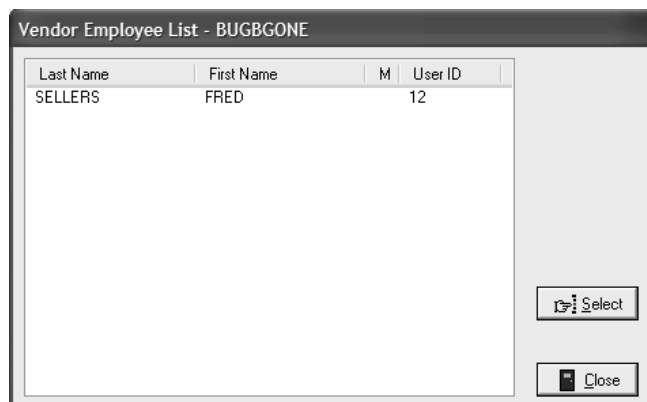 Vendor Employee List - BUGBGONE
Last Name First Name M User ID
SELLERS FRED 12
Select
Close